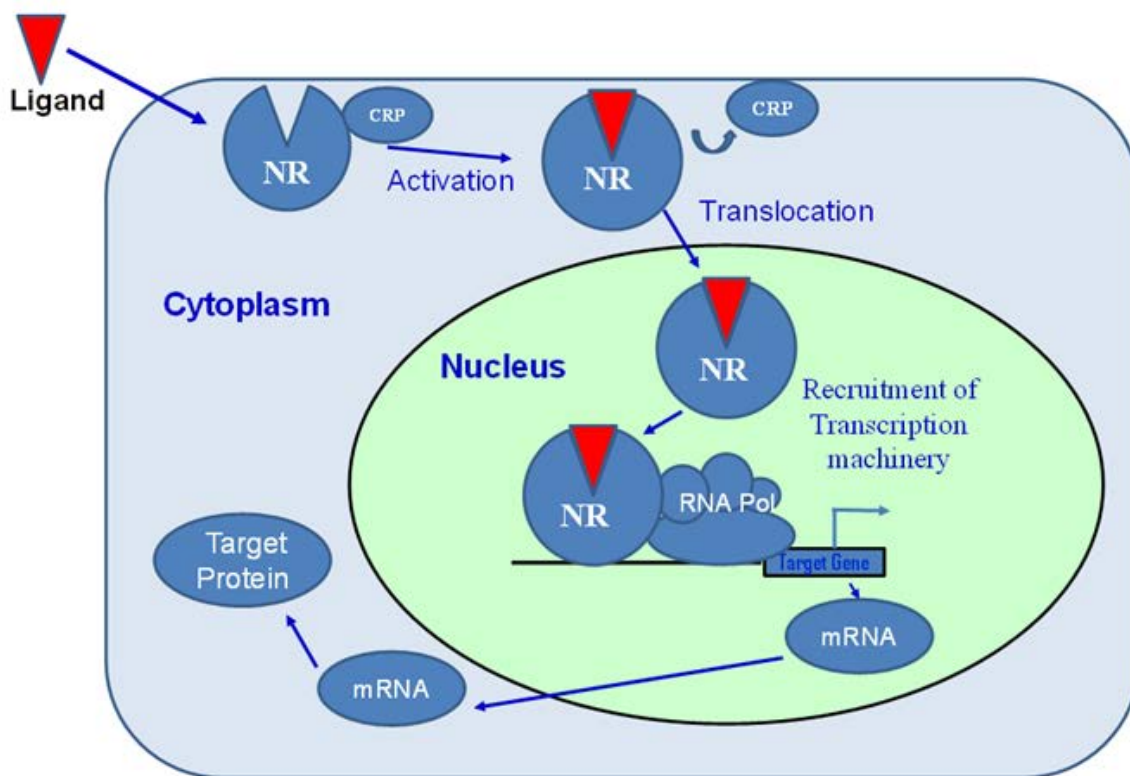 Ligand
NR
CRP
Activation
NR
CRP
Translocation
Cytoplasm
Nucleus
NR
Recruitment of
Transcription
machinery
NR
RNA Pol
Target Gene
mRNA
mRNA
Target
Protein